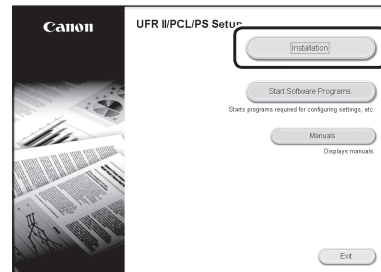 Canon
UFR II/PCL/PS Setup
Installation
Start Software Programs
Starts programs required for configuring settings, etc.
Manuals
Displays manuals.
Exit